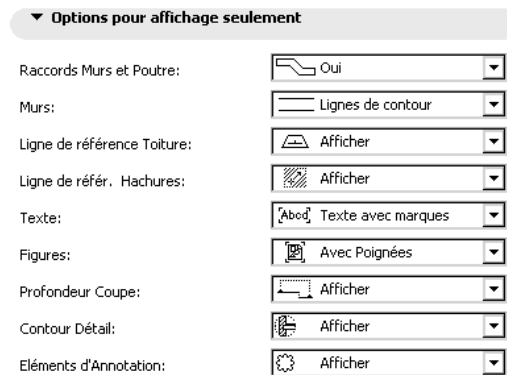 Options pour affichage seulement
Raccords Murs et Poutre: Oui
Murs: Lignes de contour
Ligne de référence Toiture: Afficher
Ligne de référ. Hachures: Afficher
Texte: Abcd Texte avec marques
Figures: Avec Poignées
Profondeur Coupe: Afficher
Contour Détail: Afficher
Eléments d'Annotation: Afficher